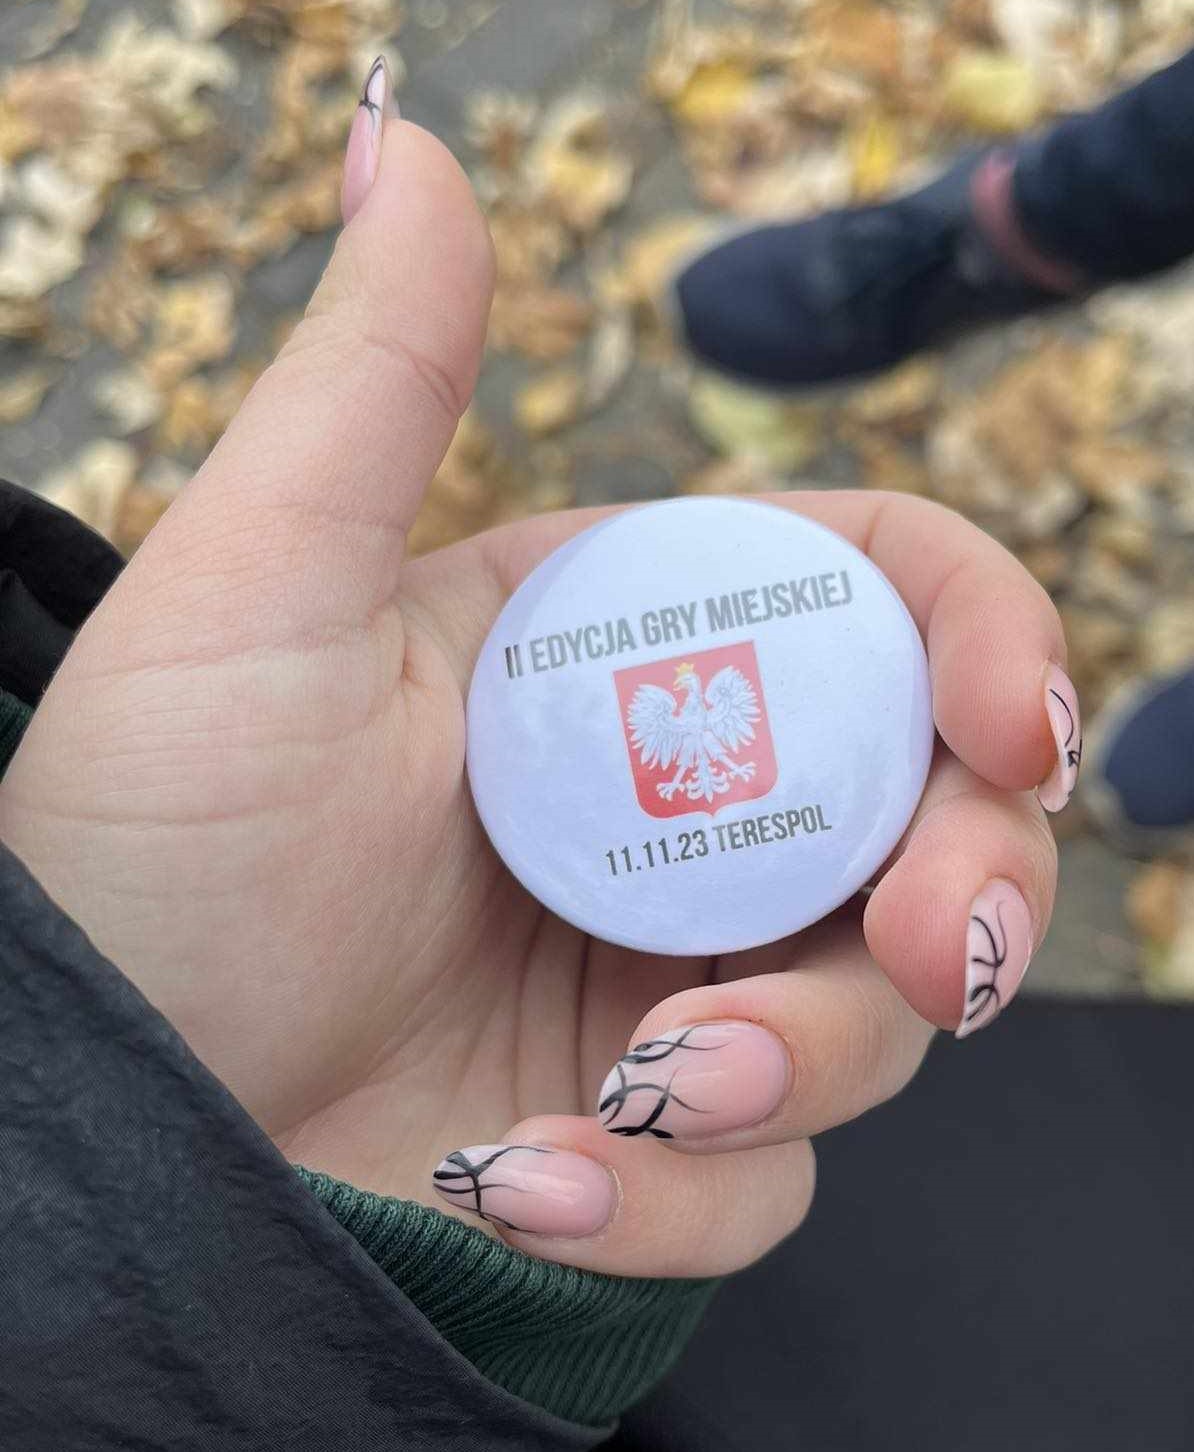 II EDYCJA GRY MIEJSKIEJ
11.11.23 TERESPOL